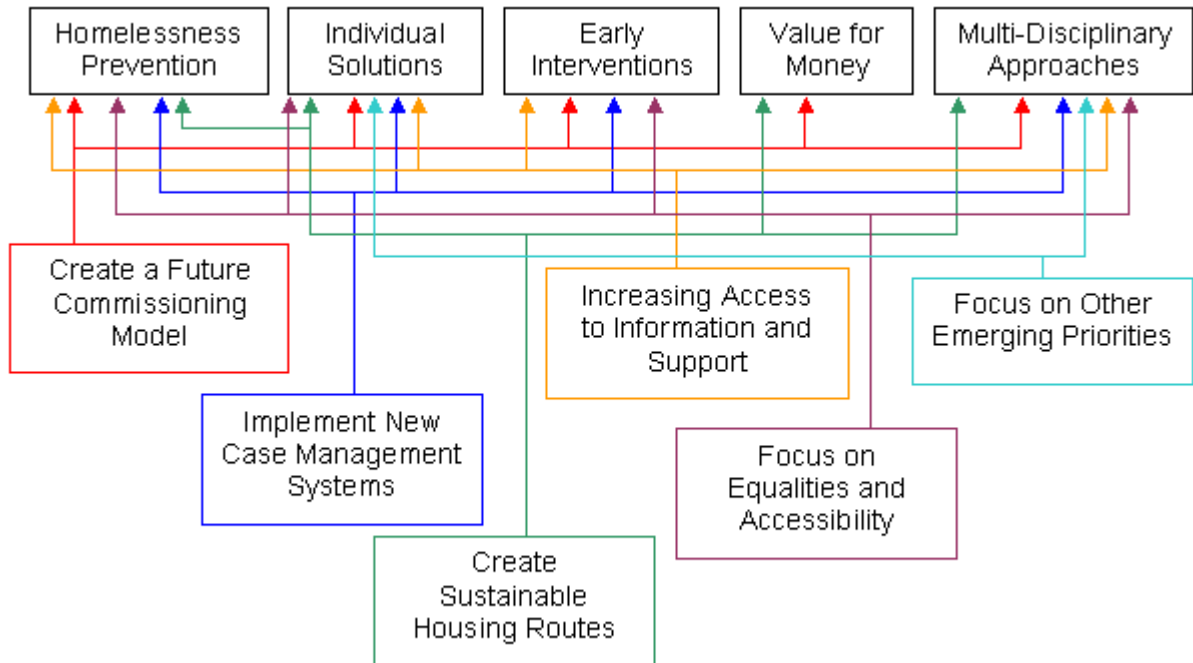 Homelessness
Prevention
Individual
Solutions
Early
Interventions
Value for
Money
Multi-Disciplinary
Approaches
Create a Future
Commissioning
Model
Increasing Access
to Information and
Support
Focus on Other
Emerging Priorities
Implement New
Case Management
Systems
Focus on
Equalities and
Accessibility
Create
Sustainable
Housing Routes